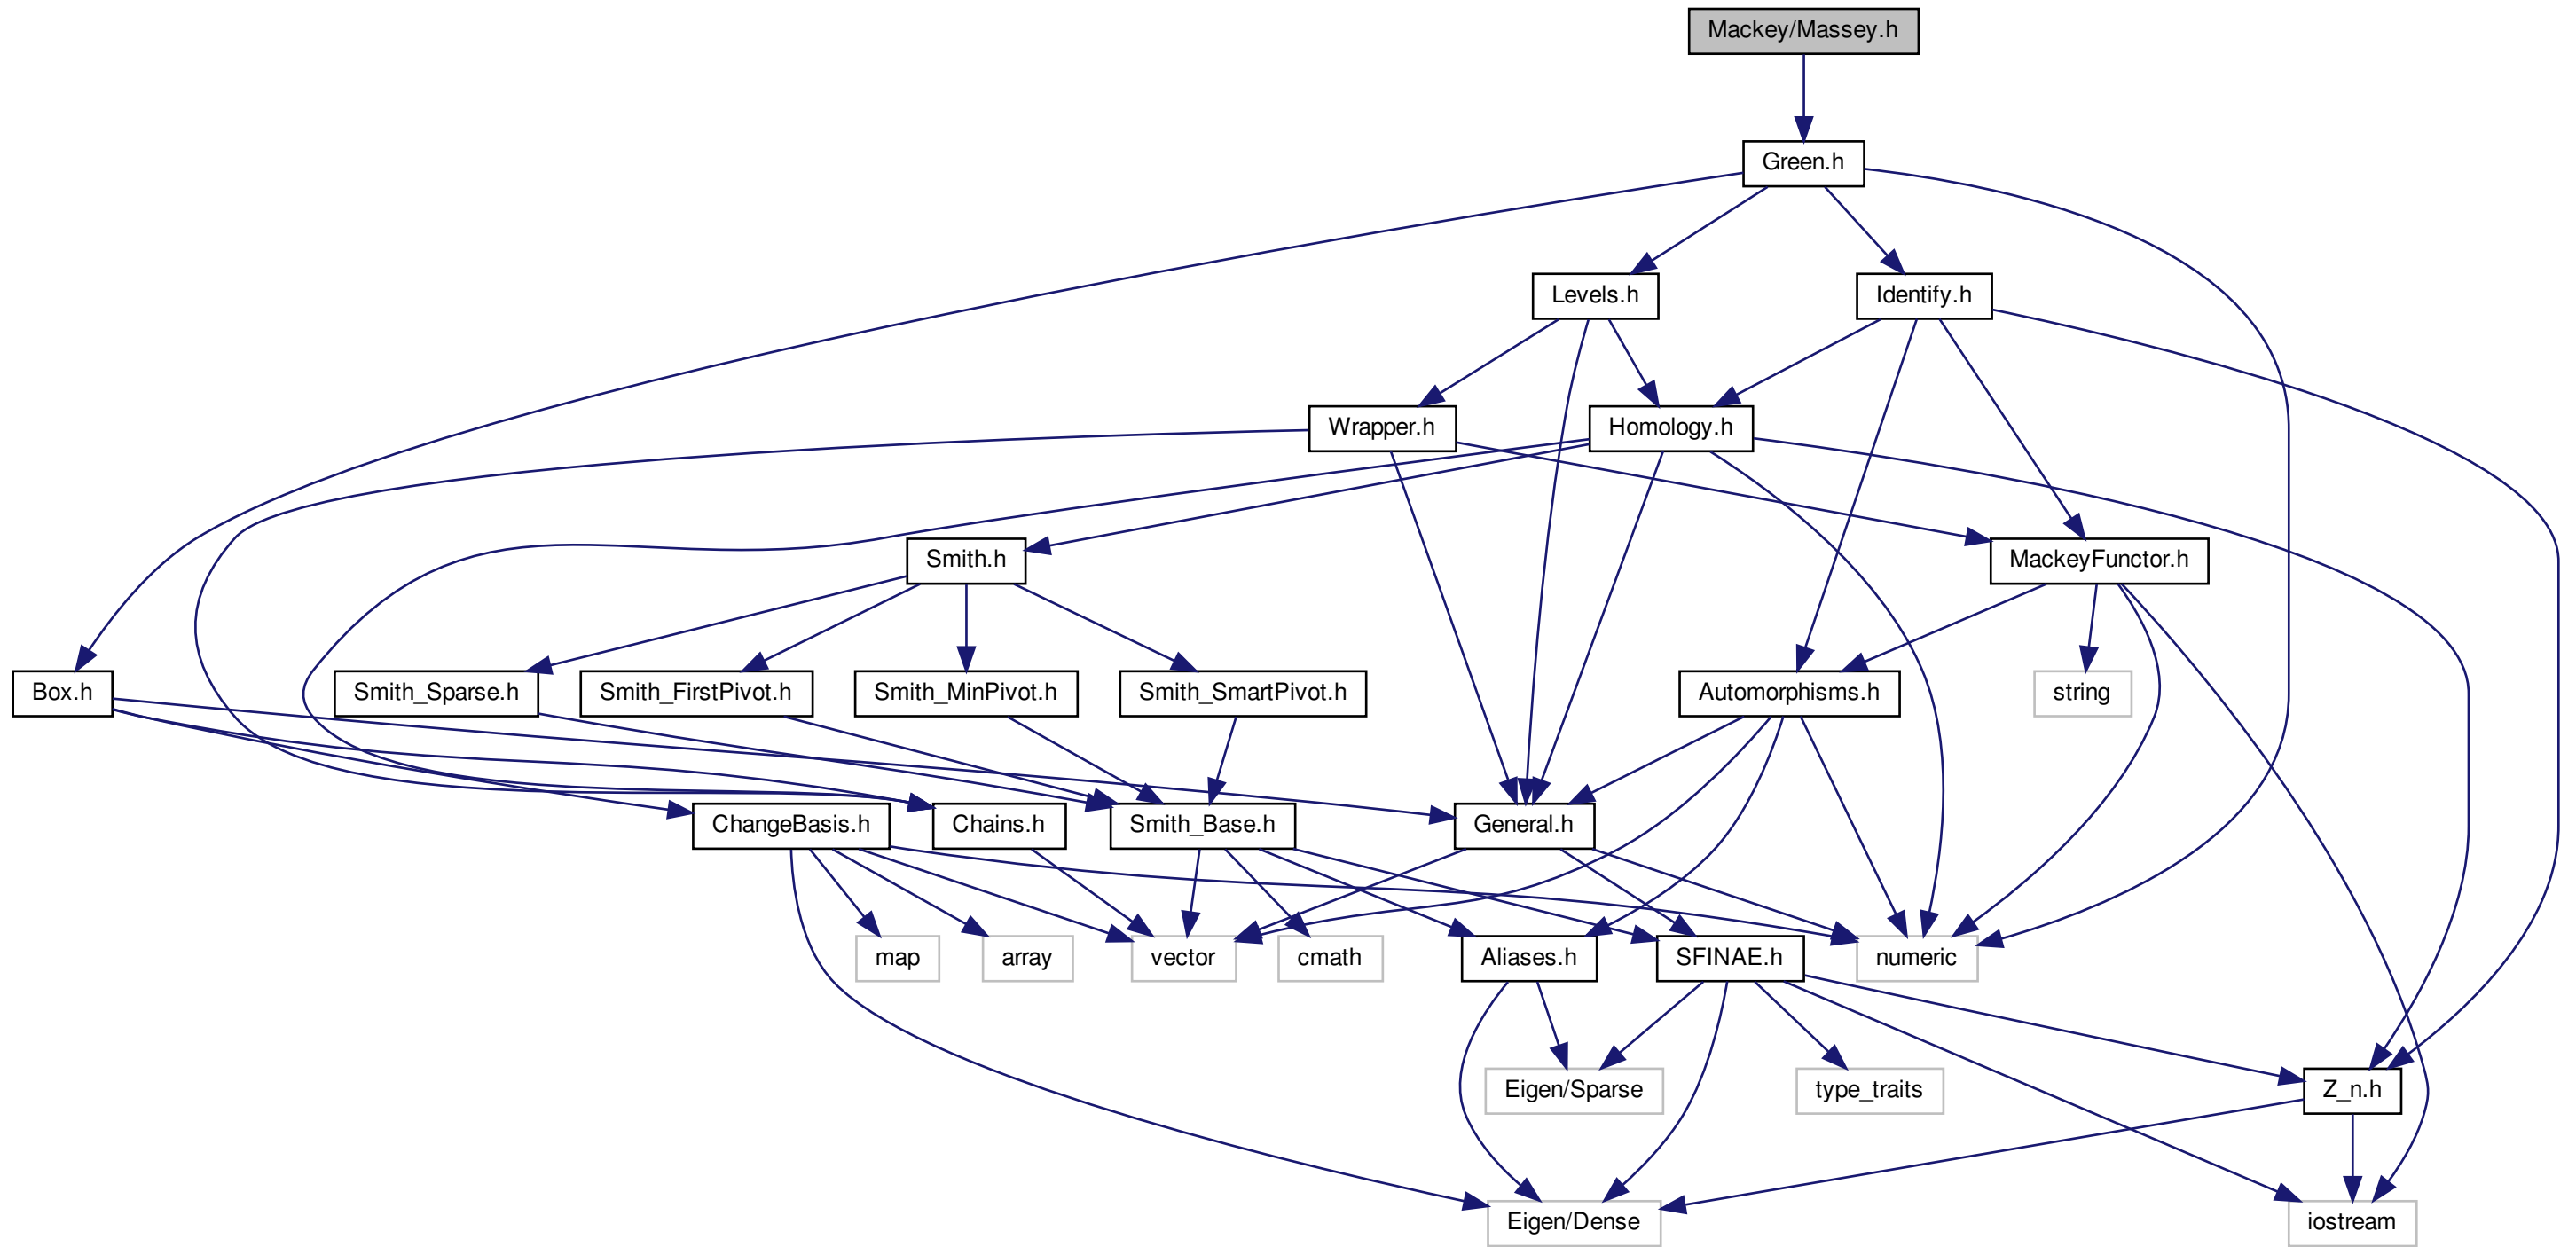 Mackey/Massey.h
Green.h
Levels.h
Identify.h
Wrapper.h
Homology.h
Smith.h
MackeyFunctor.h
Box.h
Smith_Sparse.h
Smith_FirstPivot.h
Smith_MinPivot.h
Smith_SmartPivot.h
Automorphisms.h
string
ChangeBasis.h
Chains.h
Smith_Base.h
General.h
map
array
vector
cmath
Aliases.h
SFINAE.h
numeric
Eigen/Sparse
type_traits
Z_n.h
Eigen/Dense
iostream